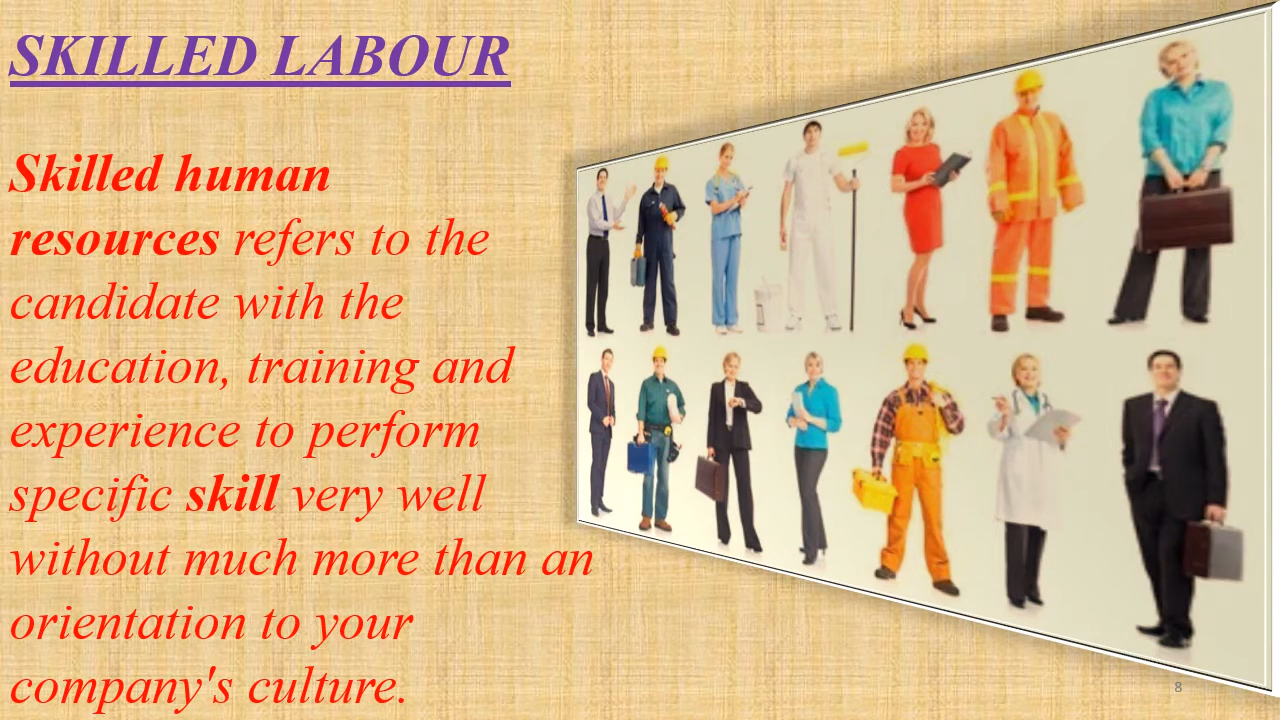 SKILLED LABOUR
Skilled human
resources refers to the
candidate with the
education, training and
experience to perform
specific skill very well
without much more than an
orientation to your
company's culture.
8